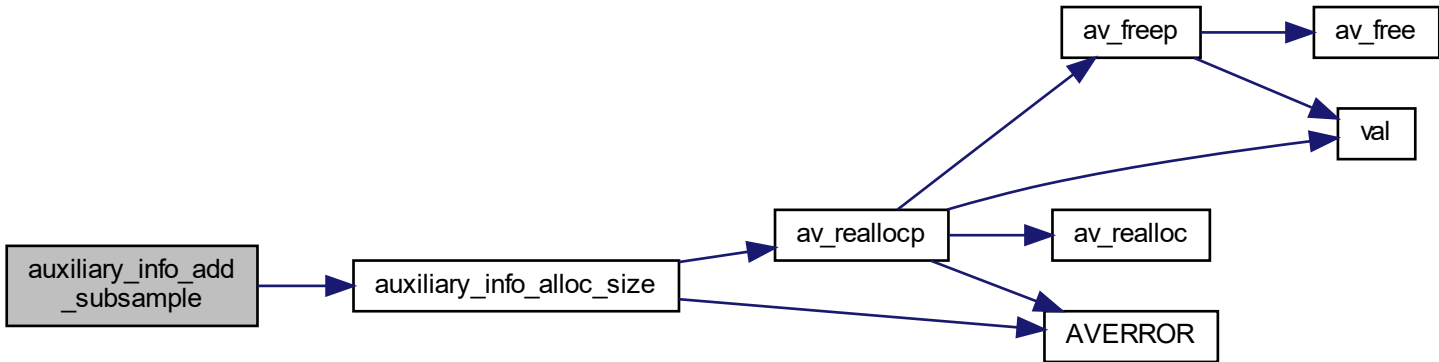 auxiliary_info_add
_subsample
auxiliary_info_alloc_size
av_reallocp
av_freep
av_free
val
av_realloc
AVERROR